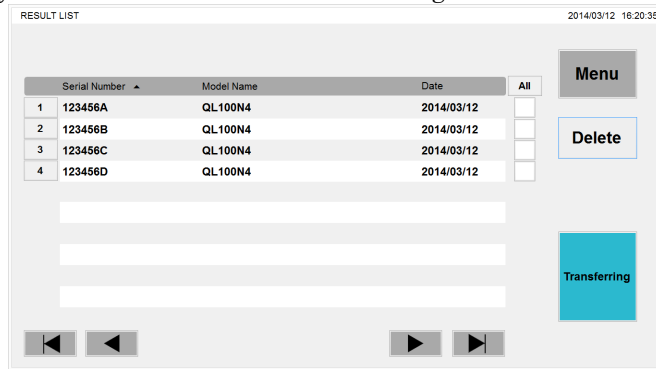 RESULT LIST 2014/03/12 16:20:35
Menu
Serial Number ▲ Model Name Date All
1 123456A QL100N4 2014/03/12
2 123456B QL100N4 2014/03/12
Delete
3 123456C QL100N4 2014/03/12
4 123456D QL100N4 2014/03/12
Transferring